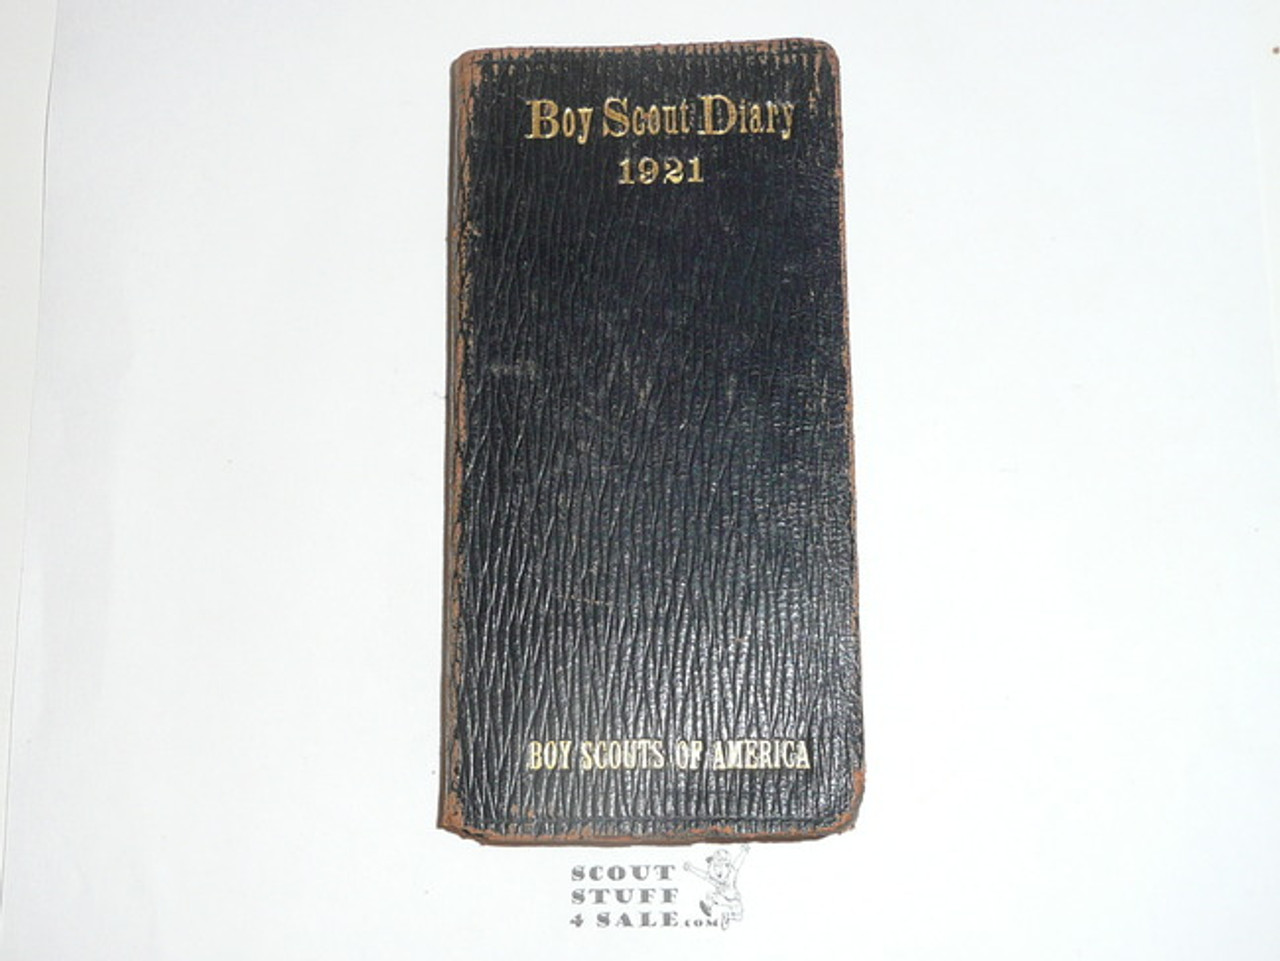 Boy Scout Diary
1921
BOY SCOUTS OF AMERICA
SCOUT
STUFF
4 SALE.COM